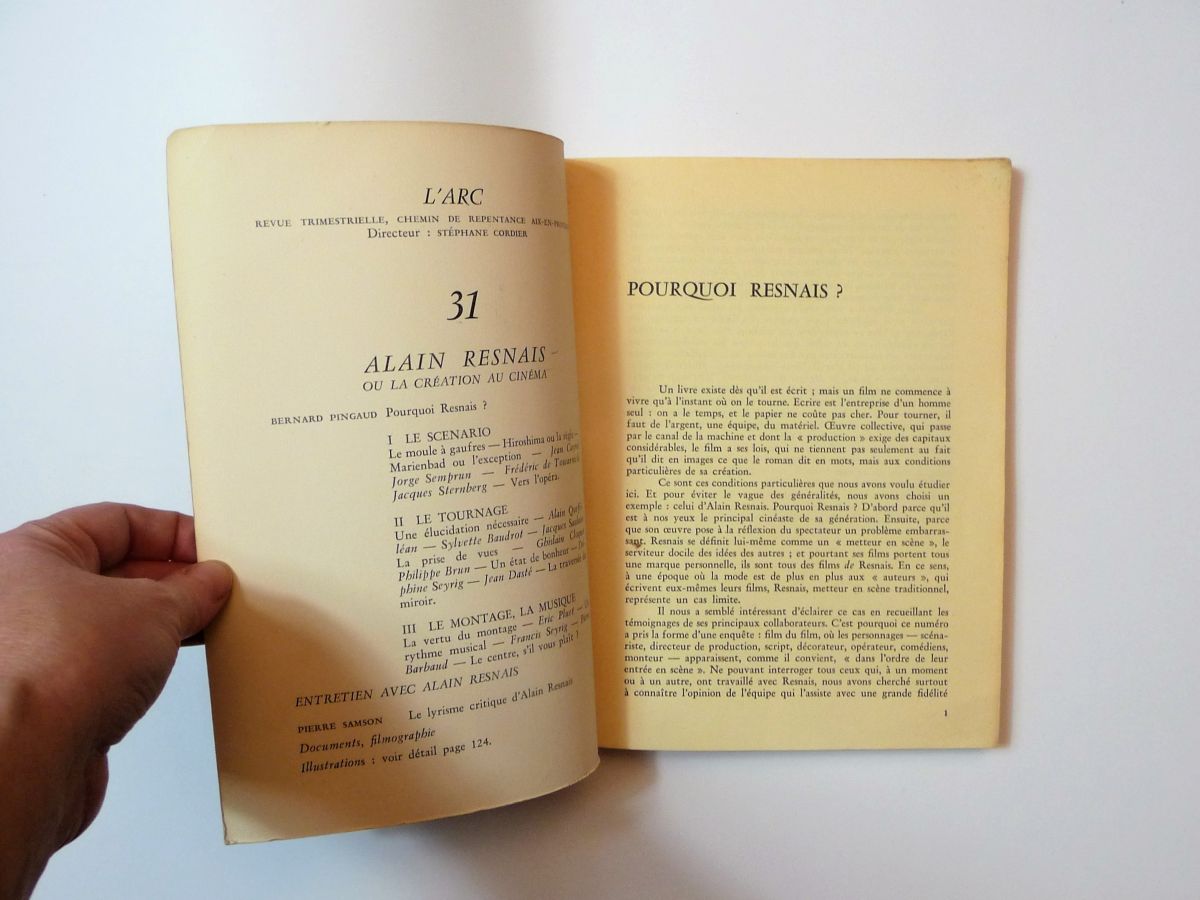 L'ARC
REVUE TRIMESTRIELLE, CHEMIN DE REPENTANCE
Directeur : STÉPHANE CORDIER
31
ALAIN RESNAIS
OU LA CRÉATION AU CINÉMA
BERNARD PINGAUD Pourquoi Resnais ?
I LE SCENARIO
Le moule à gaufres — Hiroshima ou la
Marienbad ou l'exception — Jean
Jorge Semprun — Frédéric de
Jacques Sternberg — Vers l'opéra.
II LE TOURNAGE
Une élucidation nécessaire — Alain
léan — Sylvette Baudrot — Jacques
La prise de vues — Ghislain
Philippe Brun — Un état de bonheur —
phine Seyrig — Jean Dasté — La traversée
miroir.
III LE MONTAGE, LA MUSIQUE
La vertu du montage — Eric Pluet —
rythme musical — Francis Seyrig —
Barbaud — Le centre, s'il vous plaît ?
ENTRETIEN AVEC ALAIN RESNAIS
PIERRE SAMSON Le lyrisme critique d'Alain Resnais
Documents, filmographie
Illustrations : voir détail page 124.
POURQUOI RESNAIS ?
Un livre existe dès qu'il est écrit ; mais un film ne commence à
vivre qu'à l'instant où on le tourne. Ecrire est l'entreprise d'un homme
seul : on a le temps, et le papier ne coûte pas cher. Pour tourner, il
faut de l'argent, une équipe, du matériel. Œuvre collective, qui passe
par le canal de la machine et dont la « production » exige des capitaux
considérables, le film a ses lois, qui ne tiennent pas seulement au fait
qu'il dit en images ce que le roman dit en mots, mais aux conditions
particulières de sa création.
Ce sont ces conditions particulières que nous avons voulu étudier
ici. Et pour éviter le vague des généralités, nous avons choisi un
exemple : celui d'Alain Resnais. Pourquoi Resnais ? D'abord parce qu'il
est à nos yeux le principal cinéaste de sa génération. Ensuite, parce
que son œuvre pose à la réflexion du spectateur un problème embarras-
sant. Resnais se définit lui-même comme un « metteur en scène », le
serviteur docile des idées des autres ; et pourtant ses films portent tous
une marque personnelle, ils sont tous des films de Resnais. En ce sens,
à une époque où la mode est de plus en plus aux « auteurs », qui
écrivent eux-mêmes leurs films, Resnais, metteur en scène traditionnel,
représente un cas limite.
Il nous a semblé intéressant d'éclairer ce cas en recueillant les
témoignages de ses principaux collaborateurs. C'est pourquoi ce numéro
a pris la forme d'une enquête : film du film, où les personnages — scéna-
riste, directeur de production, script, décorateur, opérateur, comédiens,
monteur — apparaissent, comme il convient, « dans l'ordre de leur
entrée en scène ». Ne pouvant interroger tous ceux qui, à un moment
ou à un autre, ont travaillé avec Resnais, nous avons cherché surtout
à connaître l'opinion de l'équipe qui l'assiste avec une grande fidélité
1